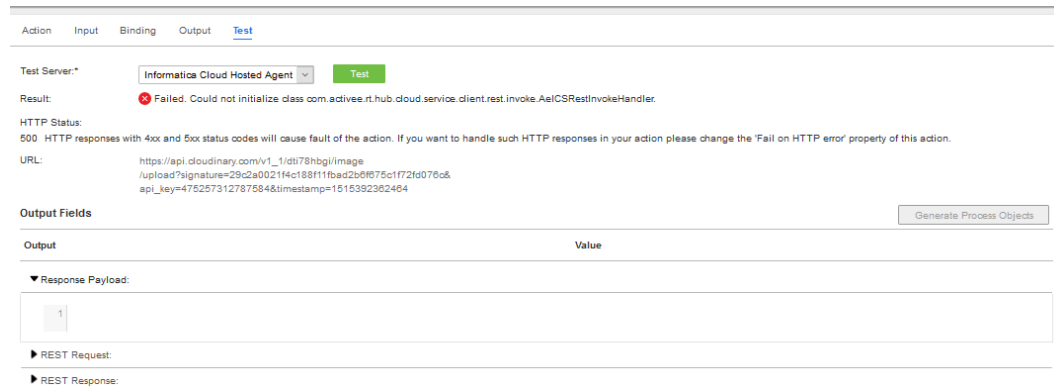 Action Input Binding Output Test
Test Server:* Informatica Cloud Hosted Agent Test
Result: Failed. Could not initialize class com.activee.rt.hub.cloud.service.client.rest.invoke.AeICSRestInvokeHandler.
HTTP Status:
500 HTTP responses with 4xx and 5xx status codes will cause fault of the action. If you want to handle such HTTP responses in your action please change the 'Fail on HTTP error' property of this action.
URL: https://api.cloudinary.com/v1_1/dti78hbgi/image
/upload?signature=29c2a0021f4c188f11fbad2b6f675c1f72fd076c&
api_key=475257312787584&timestamp=1515392362464
Output Fields Generate Process Objects
Output Value
Response Payload:
1
REST Request:
REST Response: